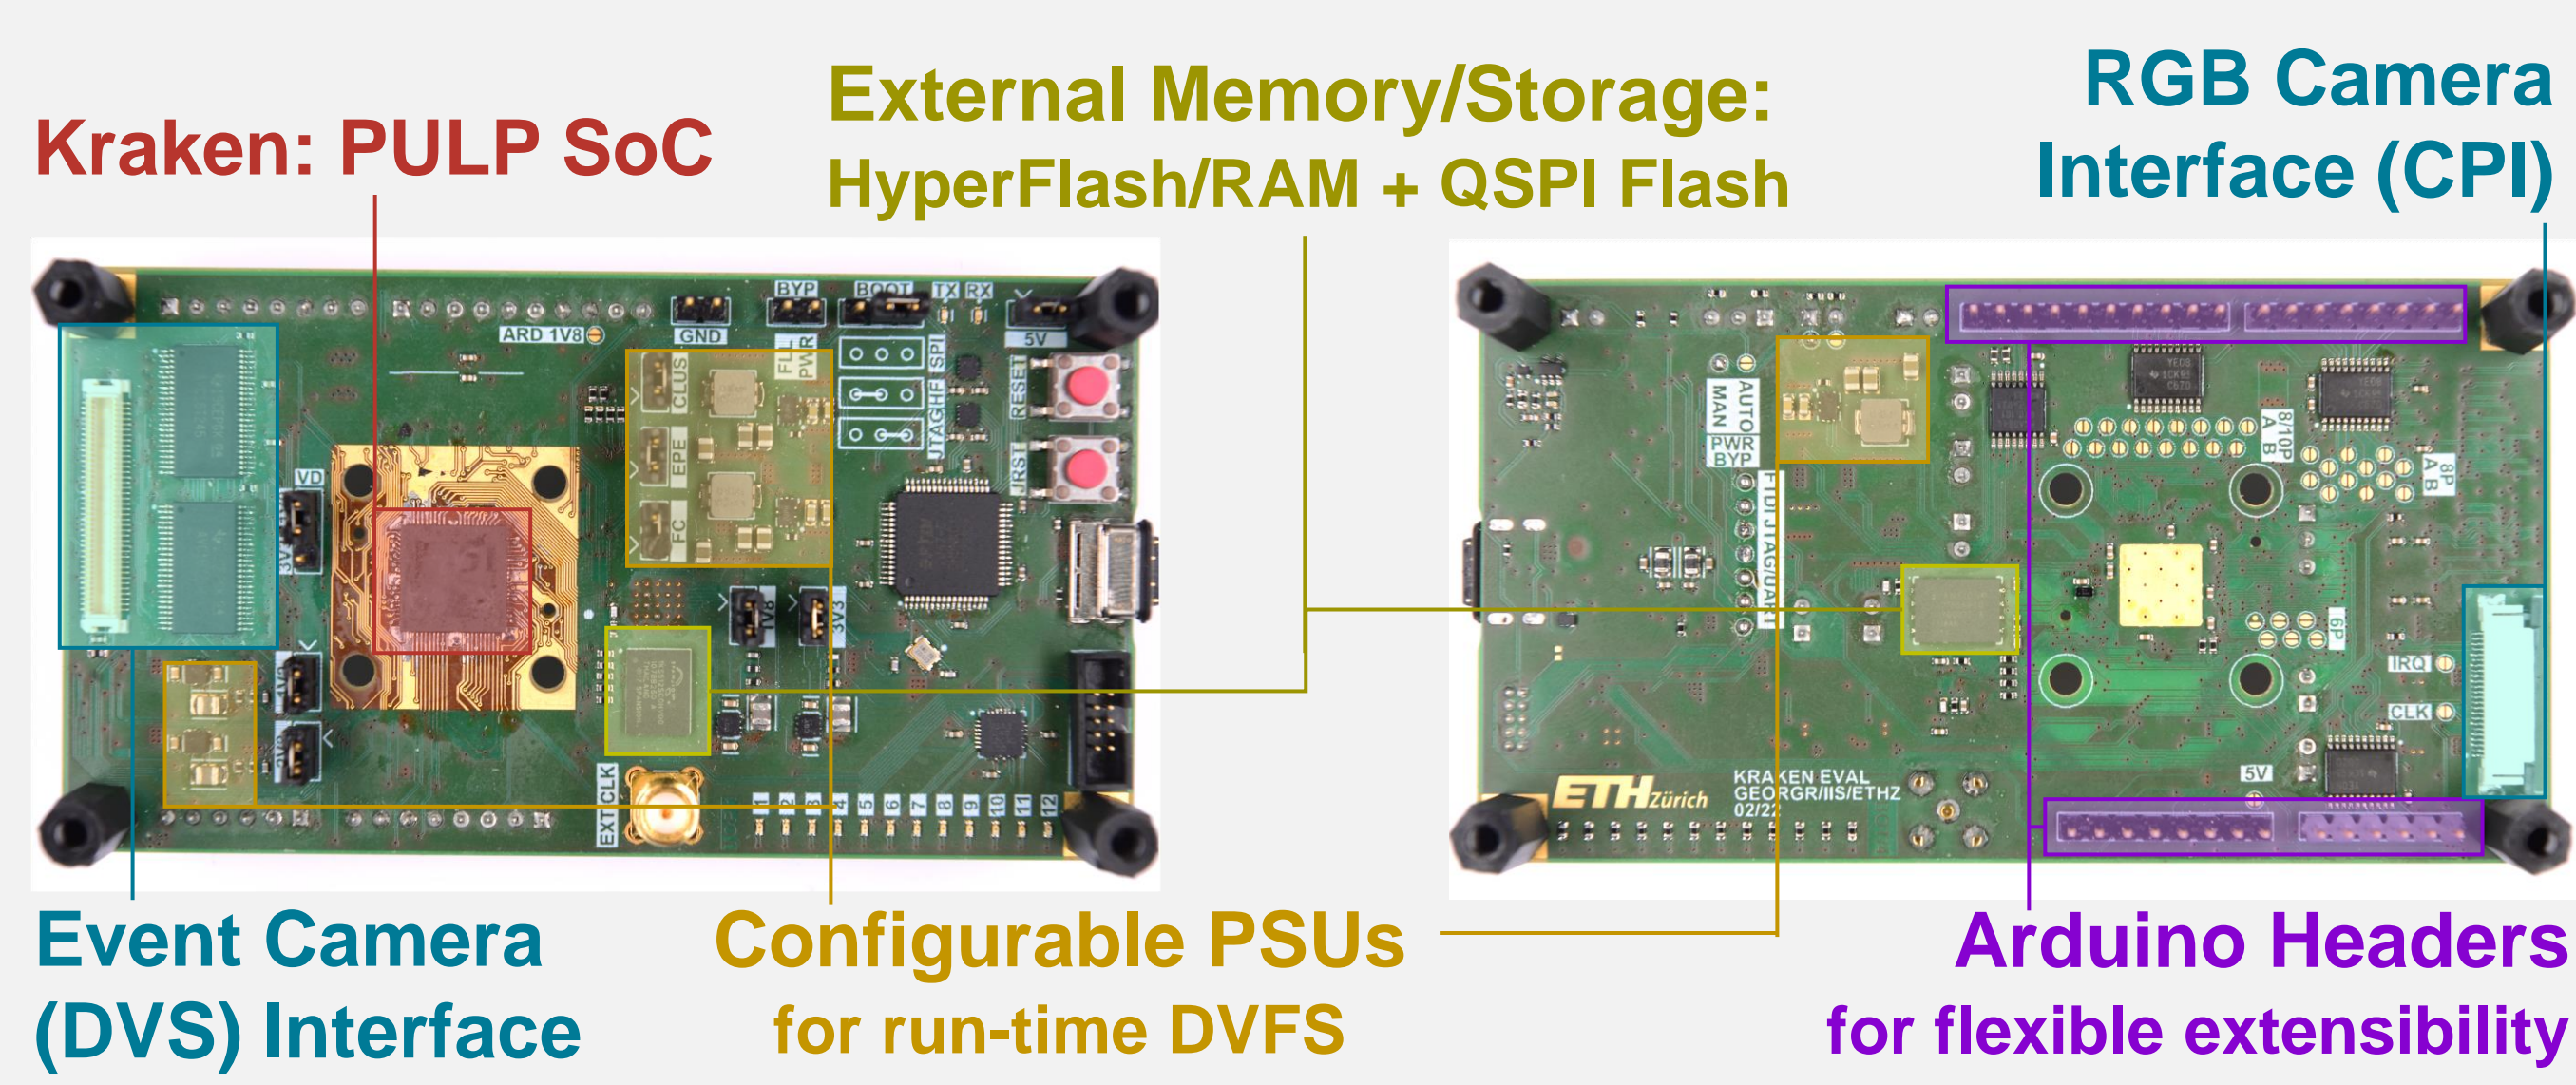 Kraken: PULP SoC
External Memory/Storage:
HyperFlash/RAM + QSPI Flash
RGB Camera
Interface (CPI)
BYP
BOOT
TX
RX
ARD 1V8
GND
FLL
PWR
5V
SPI
HF
JTAG
RESET
JRST
CLUS
EPE
FC
VD
3V3
1V8
EXT CLK
1
2
3
4
5
6
7
8
9
10
11
12
AUTO
MAN
PWR
BYP
FTDI JTAG/UART
8/10P
A B
8P
A B
6P
IRQ
CLK
5V
ETH Zürich
KRAKEN EVAL
GEORGR/IIS/ETHZ
02/22
Event Camera
(DVS) Interface
Configurable PSUs
for run-time DVFS
Arduino Headers
for flexible extensibility